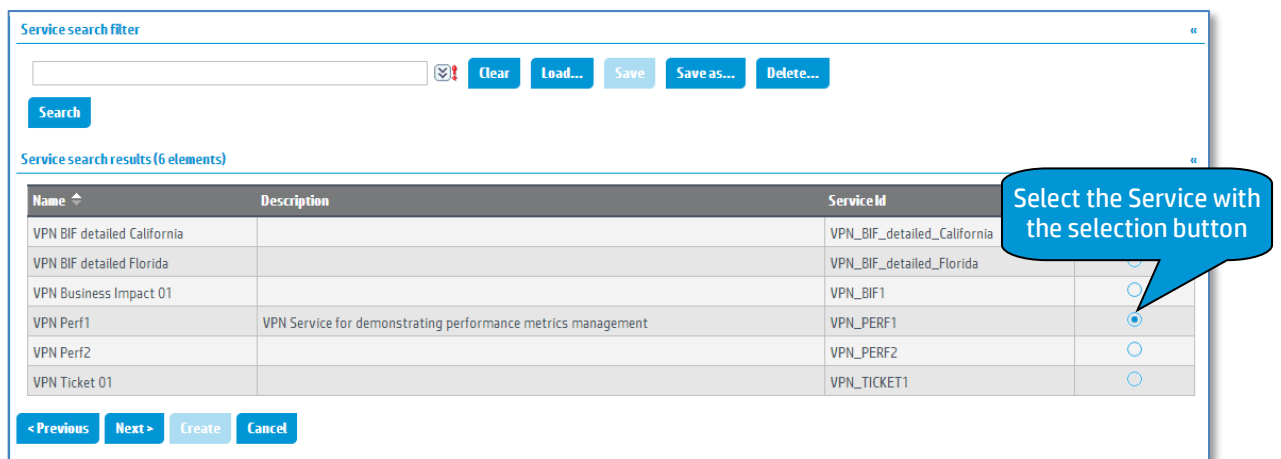 Service search filter «
! Clear Load... Save Save as... Delete...
Search
Service search results (6 elements) «
Name Description Service Id
VPN BIF detailed California VPN_BIF_detailed_California
VPN BIF detailed Florida VPN_BIF_detailed_Florida
VPN Business Impact 01 VPN_BIF1
VPN Perf1 VPN Service for demonstrating performance metrics management VPN_PERF1
VPN Perf2 VPN_PERF2
VPN Ticket 01 VPN_TICKET1
< Previous Next > Create Cancel
Select the Service with
the selection button